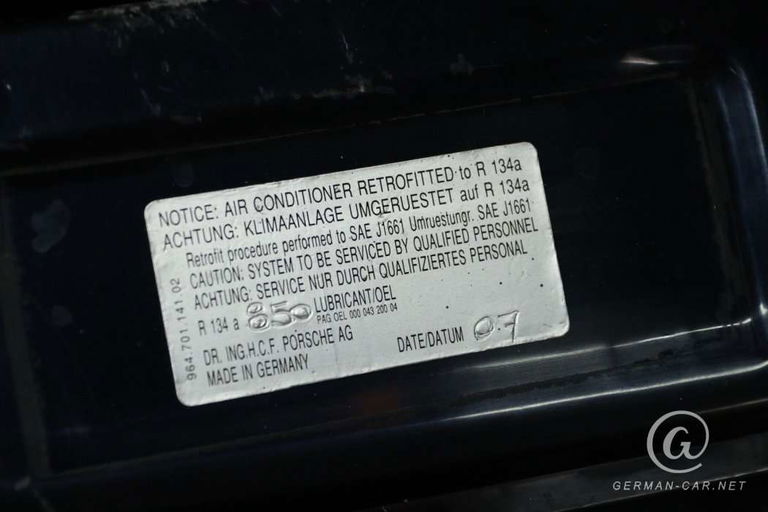 NOTICE: AIR CONDITIONER RETROFITTED to R 134a
ACHTUNG: KLIMAANLAGE UMGERUESTET auf R 134a
Retrofit procedure performed to SAE J1661 Umruestungr. SAE J1661
CAUTION: SYSTEM TO BE SERVICED BY QUALIFIED PERSONNEL
ACHTUNG: SERVICE NUR DURCH QUALIFIZIERTES PERSONAL
R 134 a 850 LUBRICANT/OEL
PAG OEL 000 043 200 04
DR. ING.H.C.F. PORSCHE AG
MADE IN GERMANY
DATE/DATUM 07
964.701.141 02
@
GERMAN-CAR.NET